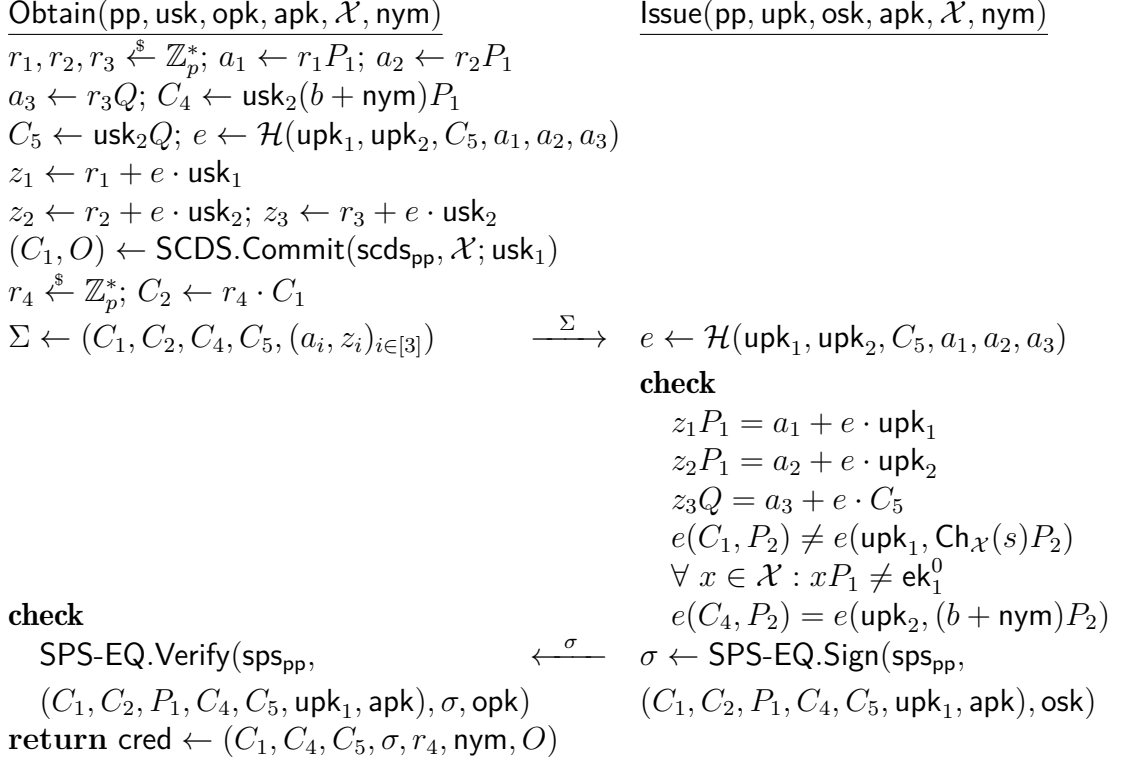 Obtain(pp, usk, opk, apk, 𝒳, nym) Issue(pp, upk, osk, apk, 𝒳, nym)
r₁, r₂, r₃ ←$ ℤₚ*; a₁ ← r₁P₁; a₂ ← r₂P₁
a₃ ← r₃Q; C₄ ← usk₂(b + nym)P₁
C₅ ← usk₂Q; e ← ℋ(upk₁, upk₂, C₅, a₁, a₂, a₃)
z₁ ← r₁ + e · usk₁
z₂ ← r₂ + e · usk₂; z₃ ← r₃ + e · usk₂
(C₁, O) ← SCDS.Commit(scds_pp, 𝒳; usk₁)
r₄ ←$ ℤₚ*; C₂ ← r₄ · C₁
Σ ← (C₁, C₂, C₄, C₅, (aᵢ, zᵢ)_{i∈[3]}) —Σ→ e ← ℋ(upk₁, upk₂, C₅, a₁, a₂, a₃)
check
z₁P₁ = a₁ + e · upk₁
z₂P₁ = a₂ + e · upk₂
z₃Q = a₃ + e · C₅
e(C₁, P₂) ≠ e(upk₁, Ch_𝒳(s)P₂)
∀ x ∈ 𝒳 : xP₁ ≠ ek₁⁰
check e(C₄, P₂) = e(upk₂, (b + nym)P₂)
SPS-EQ.Verify(sps_pp, ←σ— σ ← SPS-EQ.Sign(sps_pp,
(C₁, C₂, P₁, C₄, C₅, upk₁, apk), σ, opk) (C₁, C₂, P₁, C₄, C₅, upk₁, apk), osk)
return cred ← (C₁, C₄, C₅, σ, r₄, nym, O)